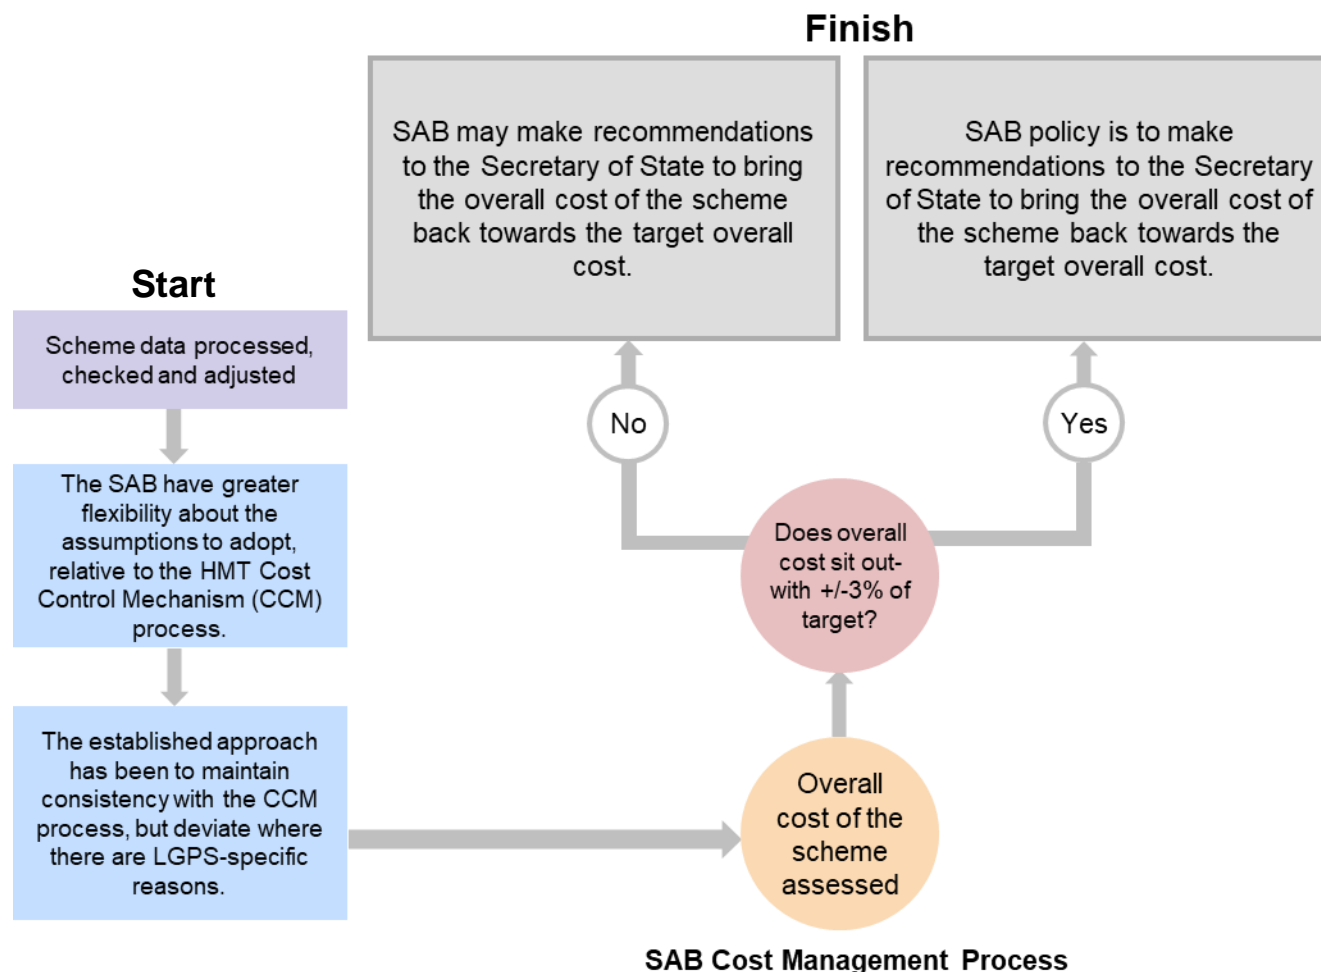 Finish
SAB may make recommendations
to the Secretary of State to bring
the overall cost of the scheme
back towards the target overall
cost.
SAB policy is to make
recommendations to the Secretary
of State to bring the overall cost of
the scheme back towards the
target overall cost.
Start
Scheme data processed,
checked and adjusted
The SAB have greater
flexibility about the
assumptions to adopt,
relative to the HMT Cost
Control Mechanism (CCM)
process.
The established approach
has been to maintain
consistency with the CCM
process, but deviate where
there are LGPS-specific
reasons.
No
Yes
Does overall
cost sit out-
with +/-3% of
target?
Overall
cost of the
scheme
assessed
SAB Cost Management Process